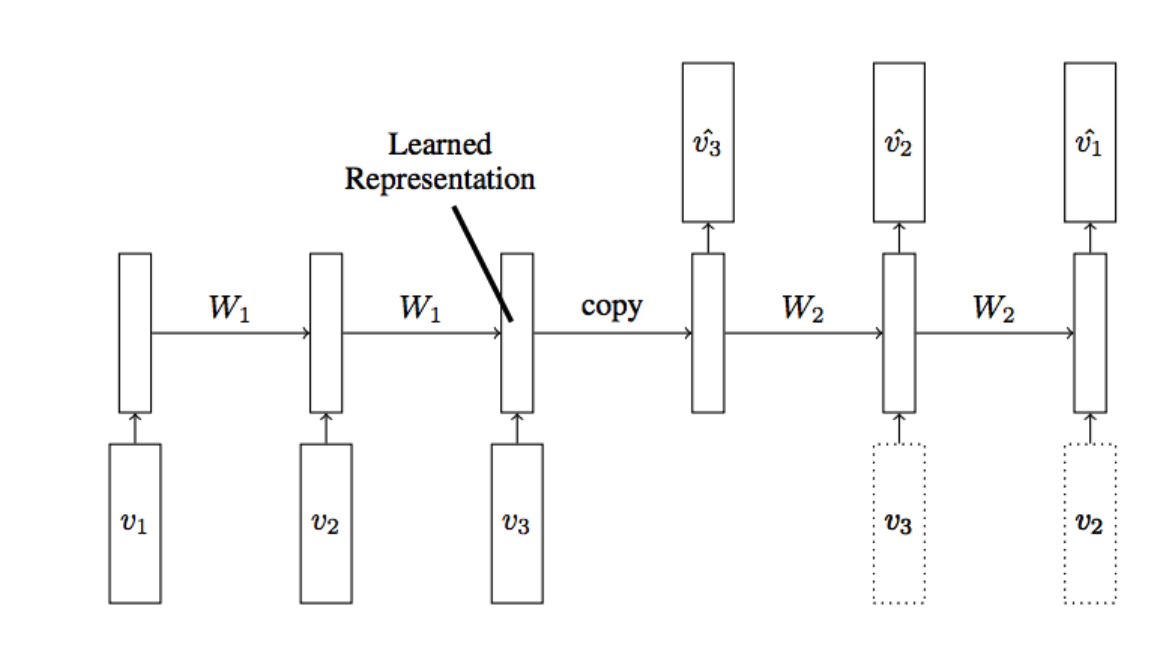 v̂₃
v̂₂
v̂₁
Learned
Representation
W₁
W₁
copy
W₂
W₂
v₁
v₂
v₃
v₃
v₂